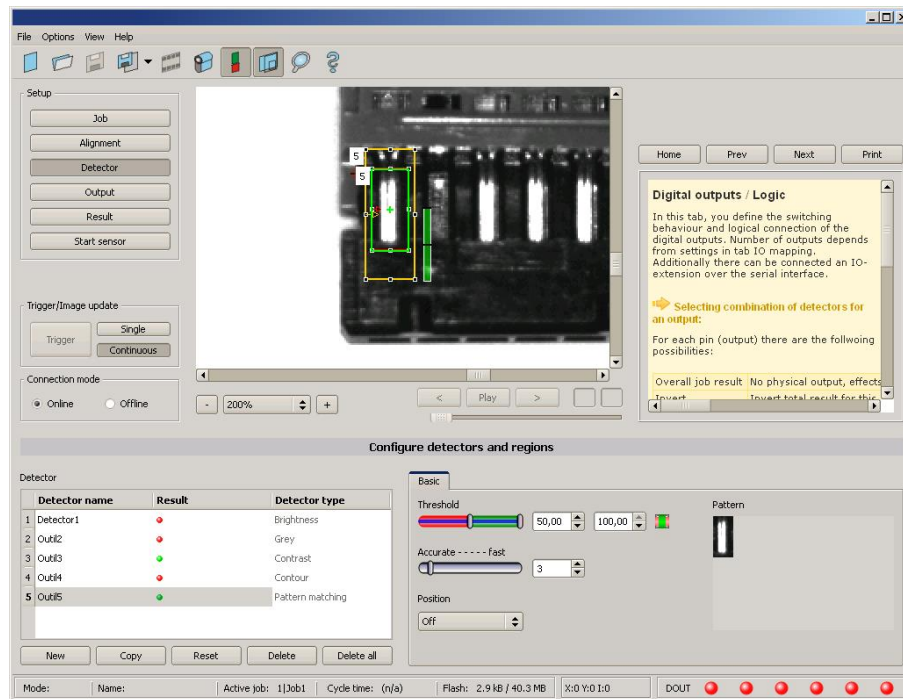 File Options View Help
Setup
Job
Alignment
Detector
Output
Result
Start sensor
Trigger/Image update
Trigger
Single
Continuous
Connection mode
Online Offline
5
5
- 200% +
< Play >
Home Prev Next Print
Digital outputs / Logic
In this tab, you define the switching
behaviour and logical connection of the
digital outputs. Number of outputs depends
from settings in tab IO mapping.
Additionally there can be connected an IO-
extension over the serial interface.
Selecting combination of detectors for
an output:
For each pin (output) there are the follwoing
possibilities:
Overall job result No physical output, effects
Invert Invert total result for this
Configure detectors and regions
Detector
Detector name Result Detector type
1 Detector1 Brightness
2 Outil2 Grey
3 Outil3 Contrast
4 Outil4 Contour
5 Outil5 Pattern matching
New Copy Reset Delete Delete all
Basic
Threshold
50,00 100,00
Accurate - - - - - fast
3
Position
Off
Pattern
Mode: Name: Active job: 1|Job1 Cycle time: (n/a) Flash: 2.9 kB / 40.3 MB X:0 Y:0 I:0 DOUT